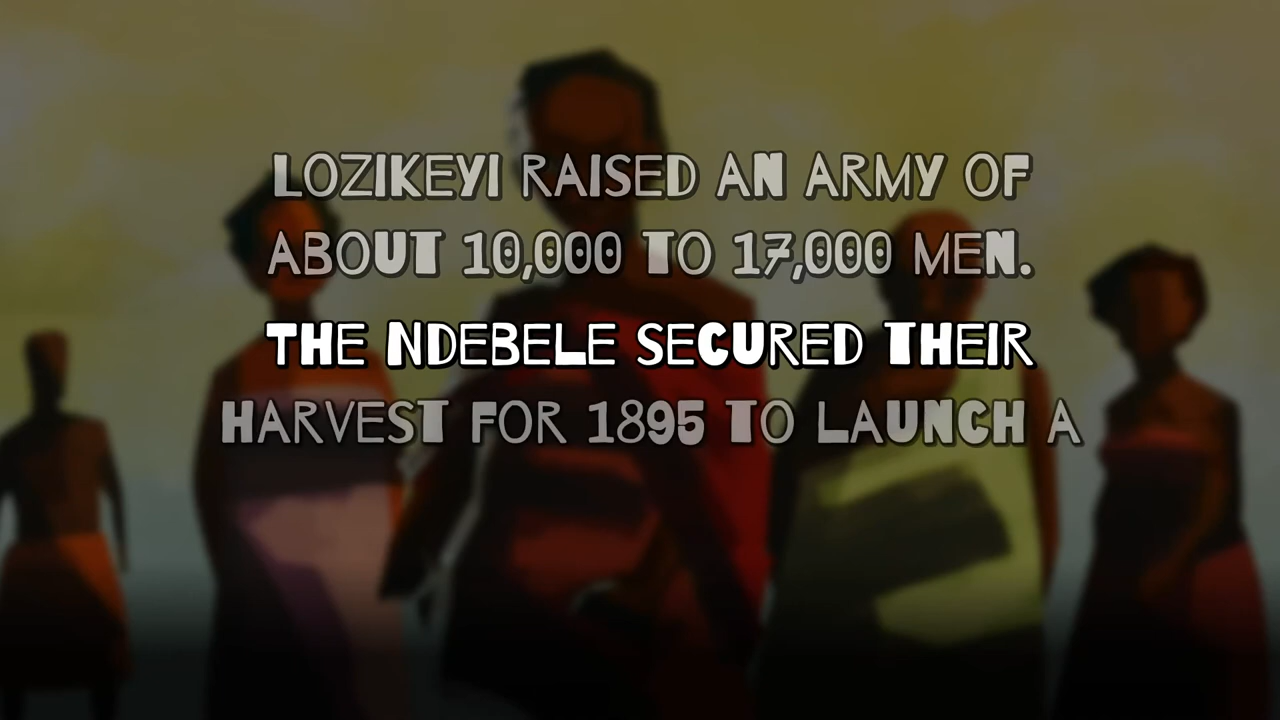 LOZIKEYI RAISED AN ARMY OF
ABOUT 10,000 TO 17,000 MEN.
THE NDEBELE SECURED THEIR
HARVEST FOR 1895 TO LAUNCH A